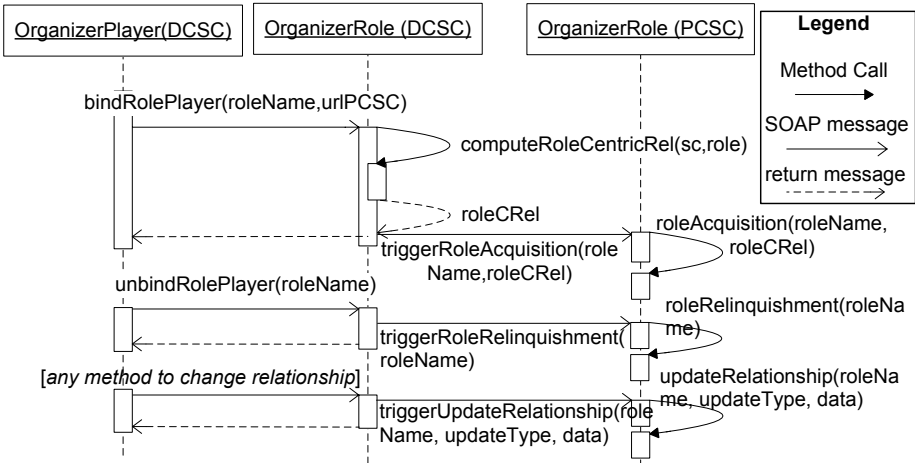 OrganizerPlayer(DCSC)
OrganizerRole (DCSC)
OrganizerRole (PCSC)
Legend
Method Call
SOAP message
return message
bindRolePlayer(roleName,urlPCSC)
computeRoleCentricRel(sc,role)
roleCRel
triggerRoleAcquisition(role
Name,roleCRel)
roleAcquisition(roleName,
roleCRel)
unbindRolePlayer(roleName)
triggerRoleRelinquishment(
roleName)
roleRelinquishment(roleNa
me)
[any method to change relationship]
triggerUpdateRelationship(role
Name, updateType, data)
updateRelationship(roleNa
me, updateType, data)